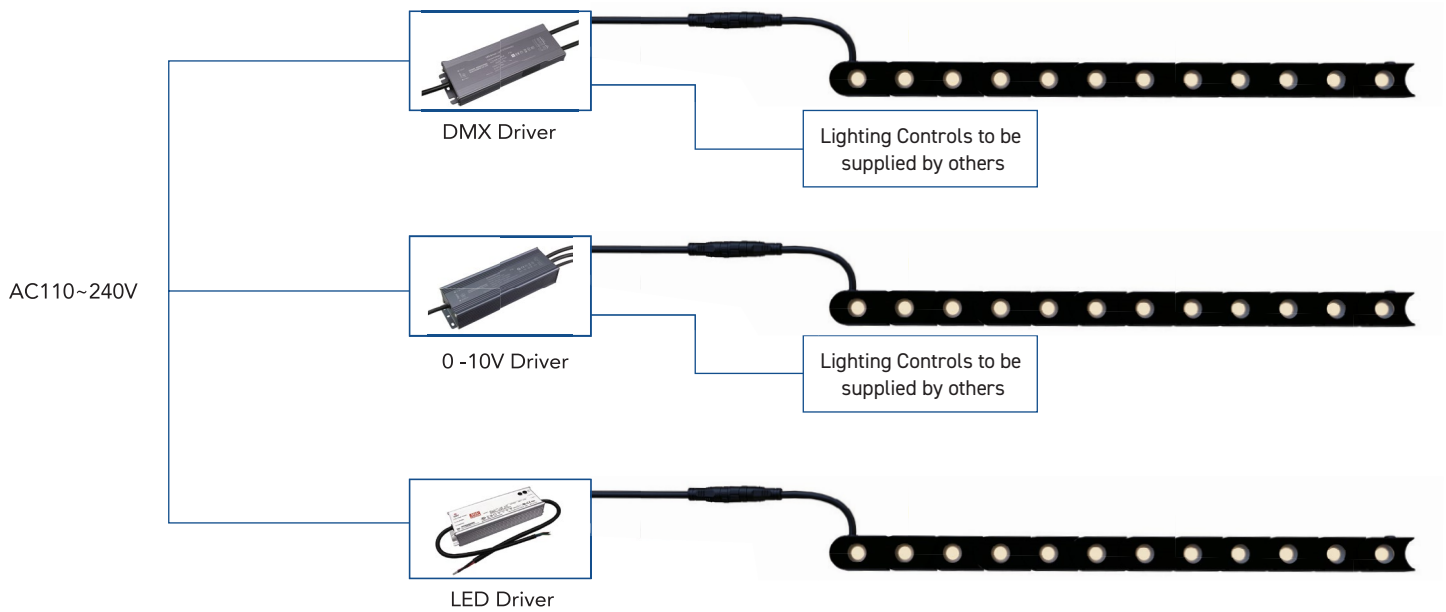 DMX Driver
Lighting Controls to be
supplied by others
AC110~240V
0 -10V Driver
Lighting Controls to be
supplied by others
LED Driver